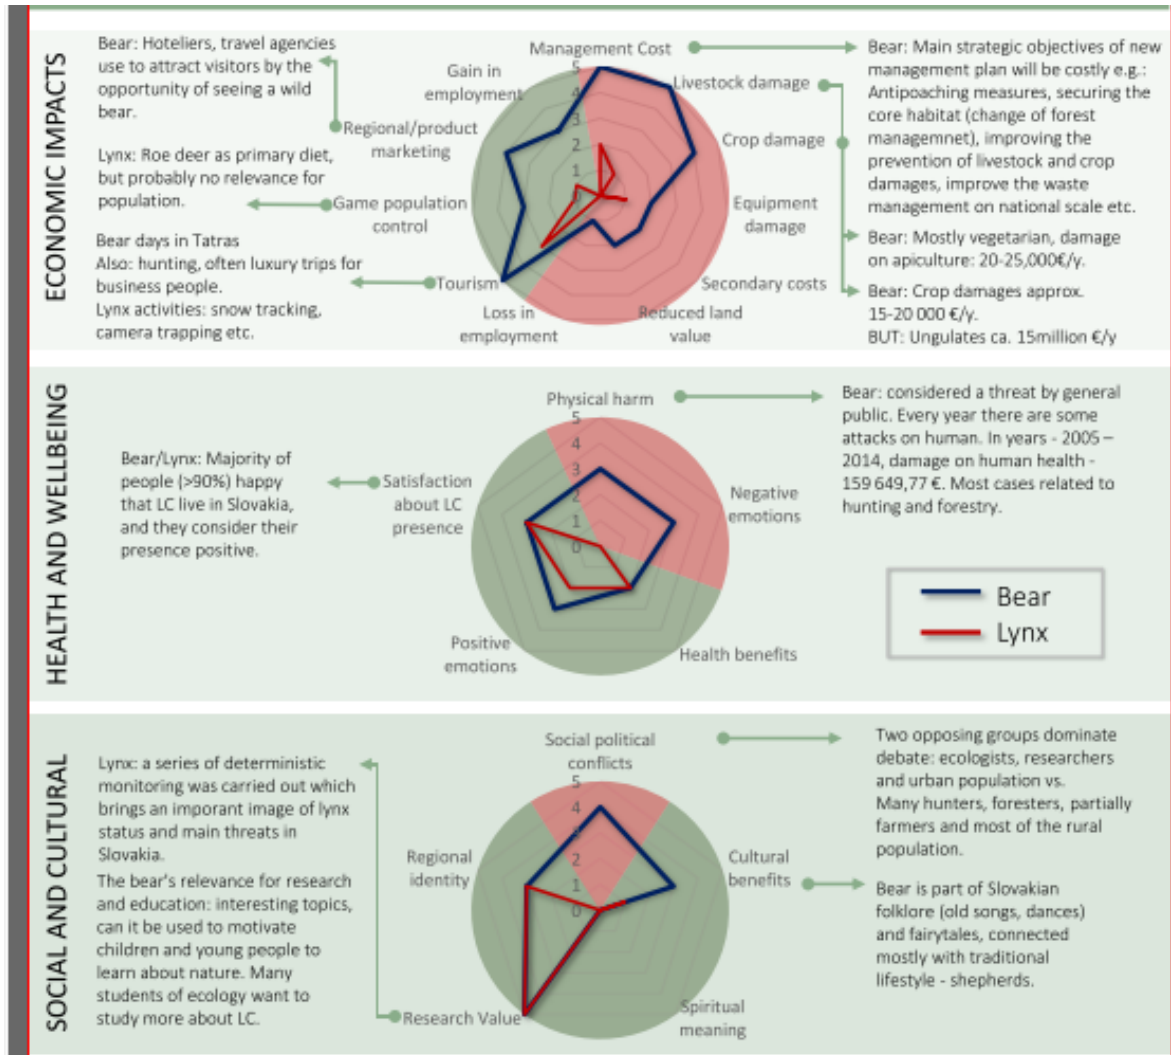 ECONOMIC IMPACTS
Bear: Hoteliers, travel agencies
use to attract visitors by the
opportunity of seeing a wild
bear.
Lynx: Roe deer as primary diet,
but probably no relevance for
population.
Bear days in Tatras
Also: hunting, often luxury trips for
business people.
Lynx activities: snow tracking,
camera trapping etc.
Management Cost
Livestock damage
Crop damage
Equipment
damage
Secondary costs
Reduced land
value
Loss in
employment
Tourism
Game population
control
Regional/product
marketing
Gain in
employment
5
4
3
2
1
0
Bear: Main strategic objectives of new
management plan will be costly e.g.:
Antipoaching measures, securing the
core habitat (change of forest
managemnet), improving the
prevention of livestock and crop
damages, improve the waste
management on national scale etc.
Bear: Mostly vegetarian, damage
on apiculture: 20-25,000€/y.
Bear: Crop damages approx.
15-20 000 €/y.
BUT: Ungulates ca. 15million €/y
HEALTH AND WELLBEING
Bear/Lynx: Majority of
people (>90%) happy
that LC live in Slovakia,
and they consider their
presence positive.
Physical harm
Negative
emotions
Health benefits
Positive
emotions
Satisfaction
about LC
presence
5
4
3
2
1
0
Bear: considered a threat by general
public. Every year there are some
attacks on human. In years - 2005 –
2014, damage on human health -
159 649,77 €. Most cases related to
hunting and forestry.
Bear
Lynx
SOCIAL AND CULTURAL
Lynx: a series of deterministic
monitoring was carried out which
brings an imporant image of lynx
status and main threats in
Slovakia.
The bear's relevance for research
and education: interesting topics,
can it be used to motivate
children and young people to
learn about nature. Many
students of ecology want to
study more about LC.
Social political
conflicts
Cultural
benefits
Spiritual
meaning
Research Value
Regional
identity
5
4
3
2
1
0
Two opposing groups dominate
debate: ecologists, researchers
and urban population vs.
Many hunters, foresters, partially
farmers and most of the rural
population.
Bear is part of Slovakian
folklore (old songs, dances)
and fairytales, connected
mostly with traditional
lifestyle - shepherds.